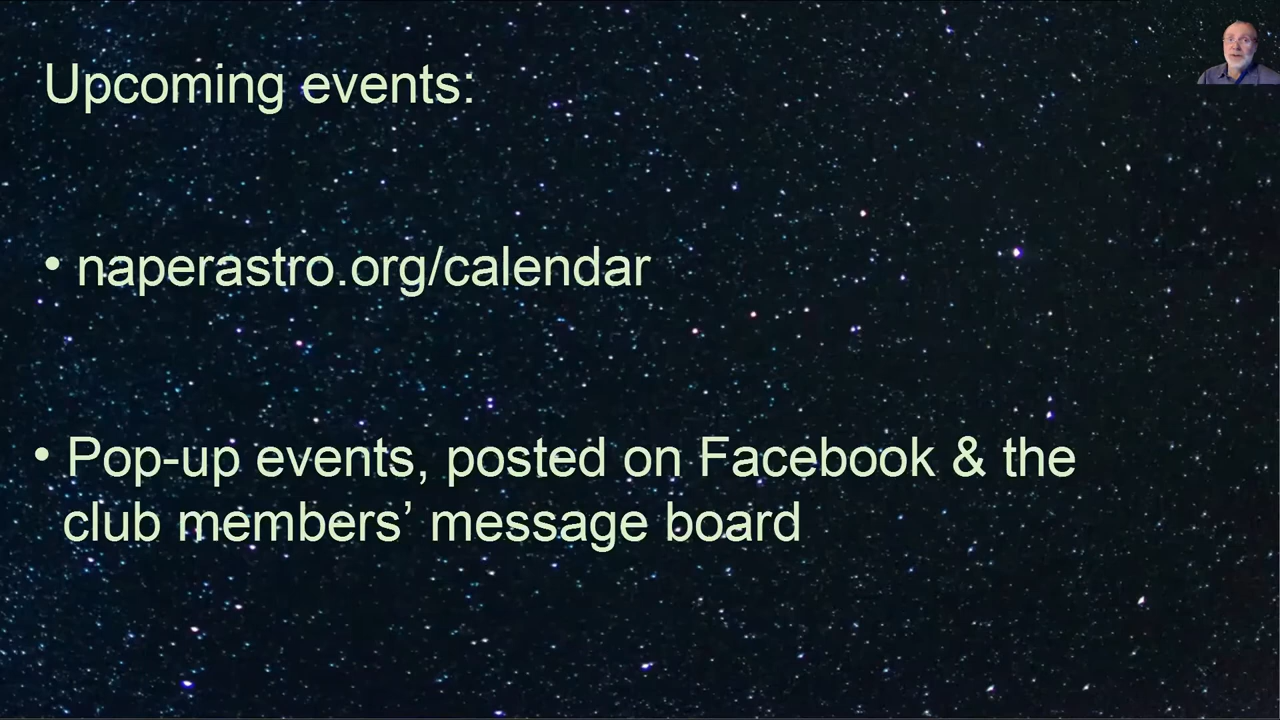 Upcoming events:
• naperastro.org/calendar
• Pop-up events, posted on Facebook & the
club members’ message board